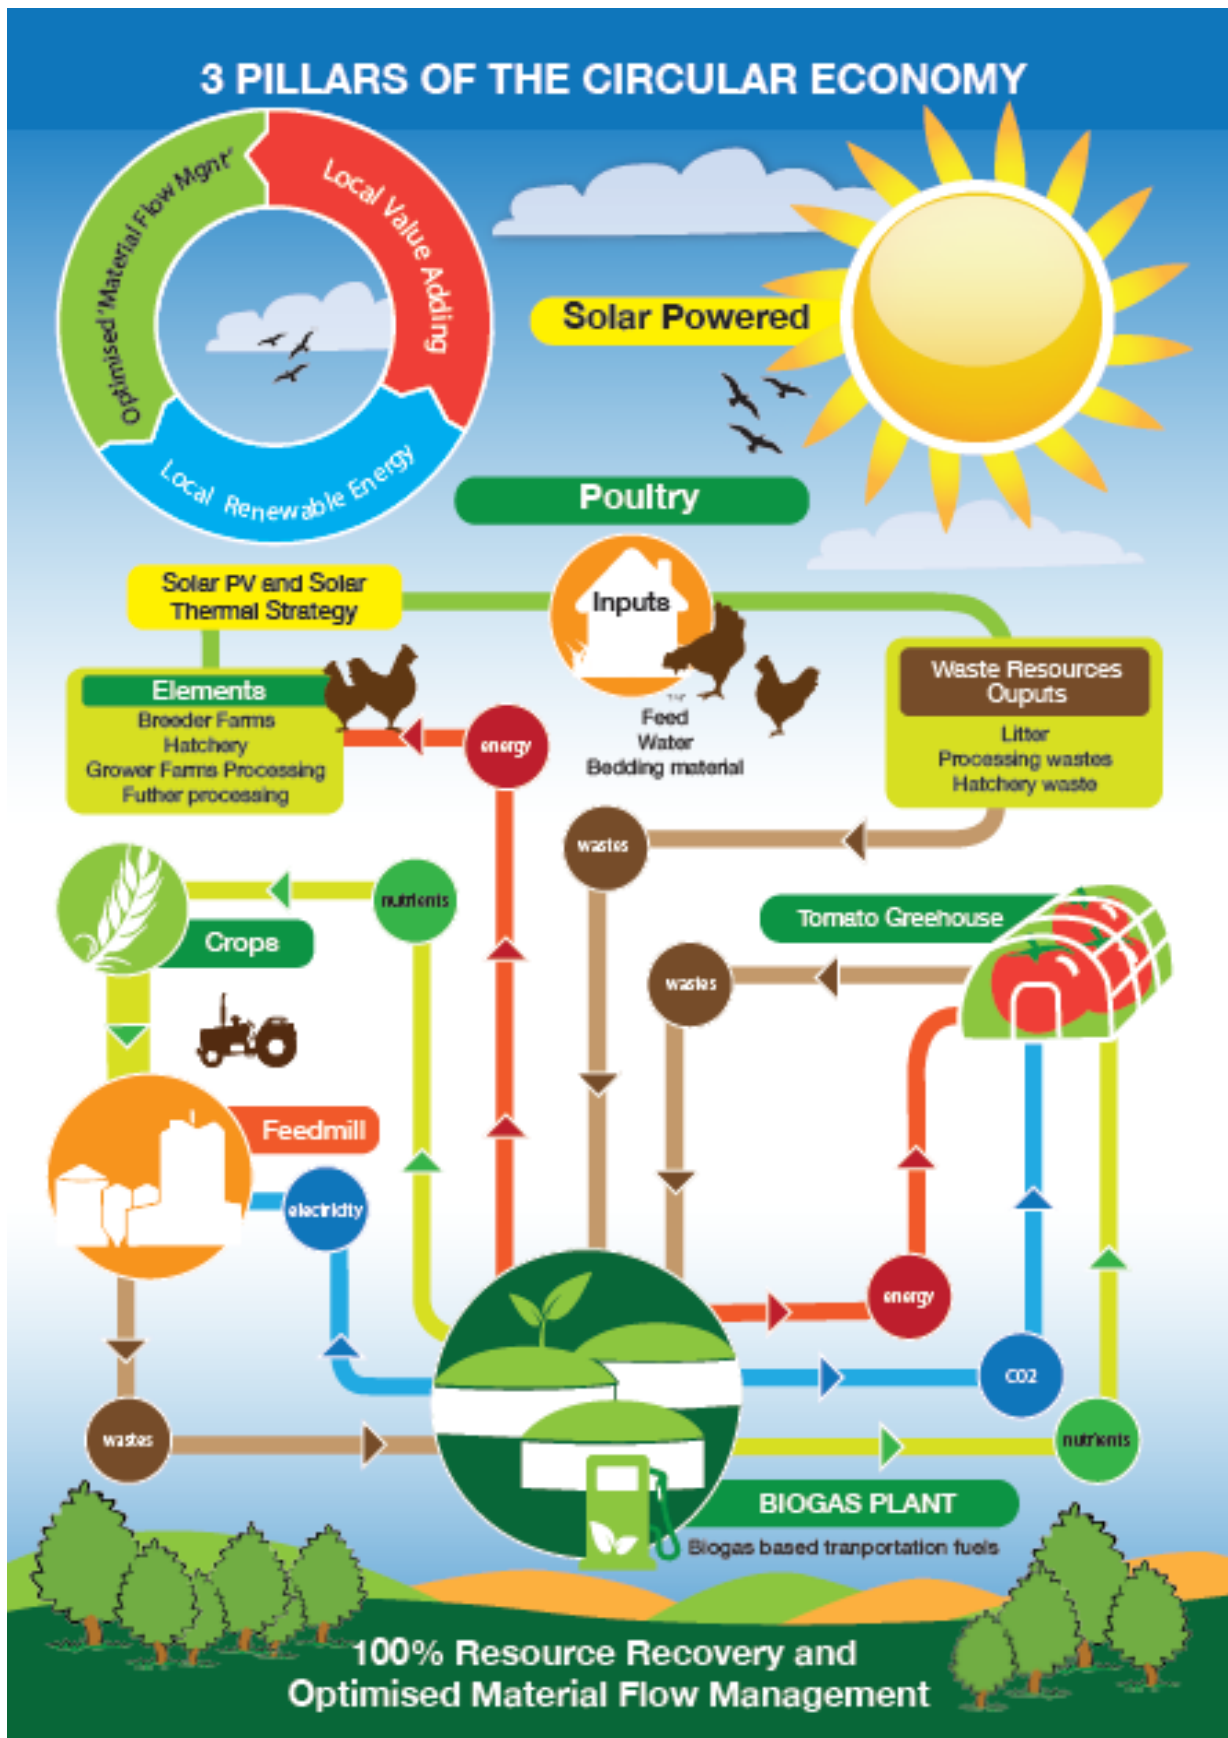 3 PILLARS OF THE CIRCULAR ECONOMY
Optimised 'Material Flow Mgnt'
Local Value Adding
Local Renewable Energy
Solar Powered
Poultry
Solar PV and Solar
Thermal Strategy
Inputs
Feed
Water
Bedding material
Waste Resources
Ouputs
Litter
Processing wastes
Hatchery waste
Elements
Breeder Farms
Hatchery
Grower Farms Processing
Futher processing
energy
wastes
nutrients
Crops
Tomato Greehouse
wastes
Feedmill
electricity
energy
CO2
wastes
nutrients
BIOGAS PLANT
Biogas based tranportation fuels
100% Resource Recovery and
Optimised Material Flow Management